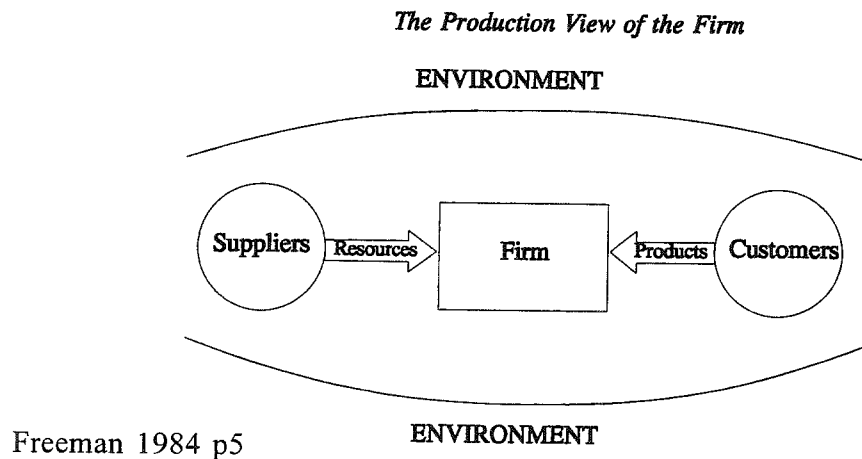 The Production View of the Firm
ENVIRONMENT
Suppliers
Resources
Firm
Products
Customers
Freeman 1984 p5
ENVIRONMENT